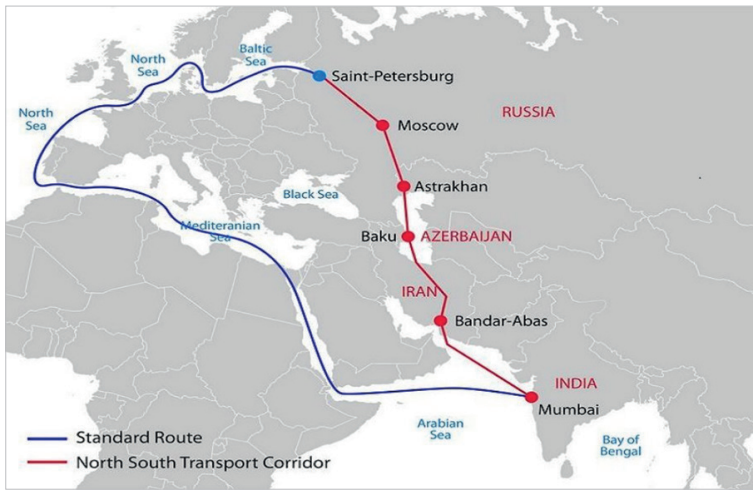 Baltic
Sea
North
Sea
Saint-Petersburg
North
Sea
RUSSIA
Moscow
Astrakhan
Black Sea
Mediteranian
Sea
Baku
AZERBAIJAN
IRAN
Bandar-Abas
INDIA
Mumbai
Arabian
Sea
Bay of
Bengal
Standard Route
North South Transport Corridor